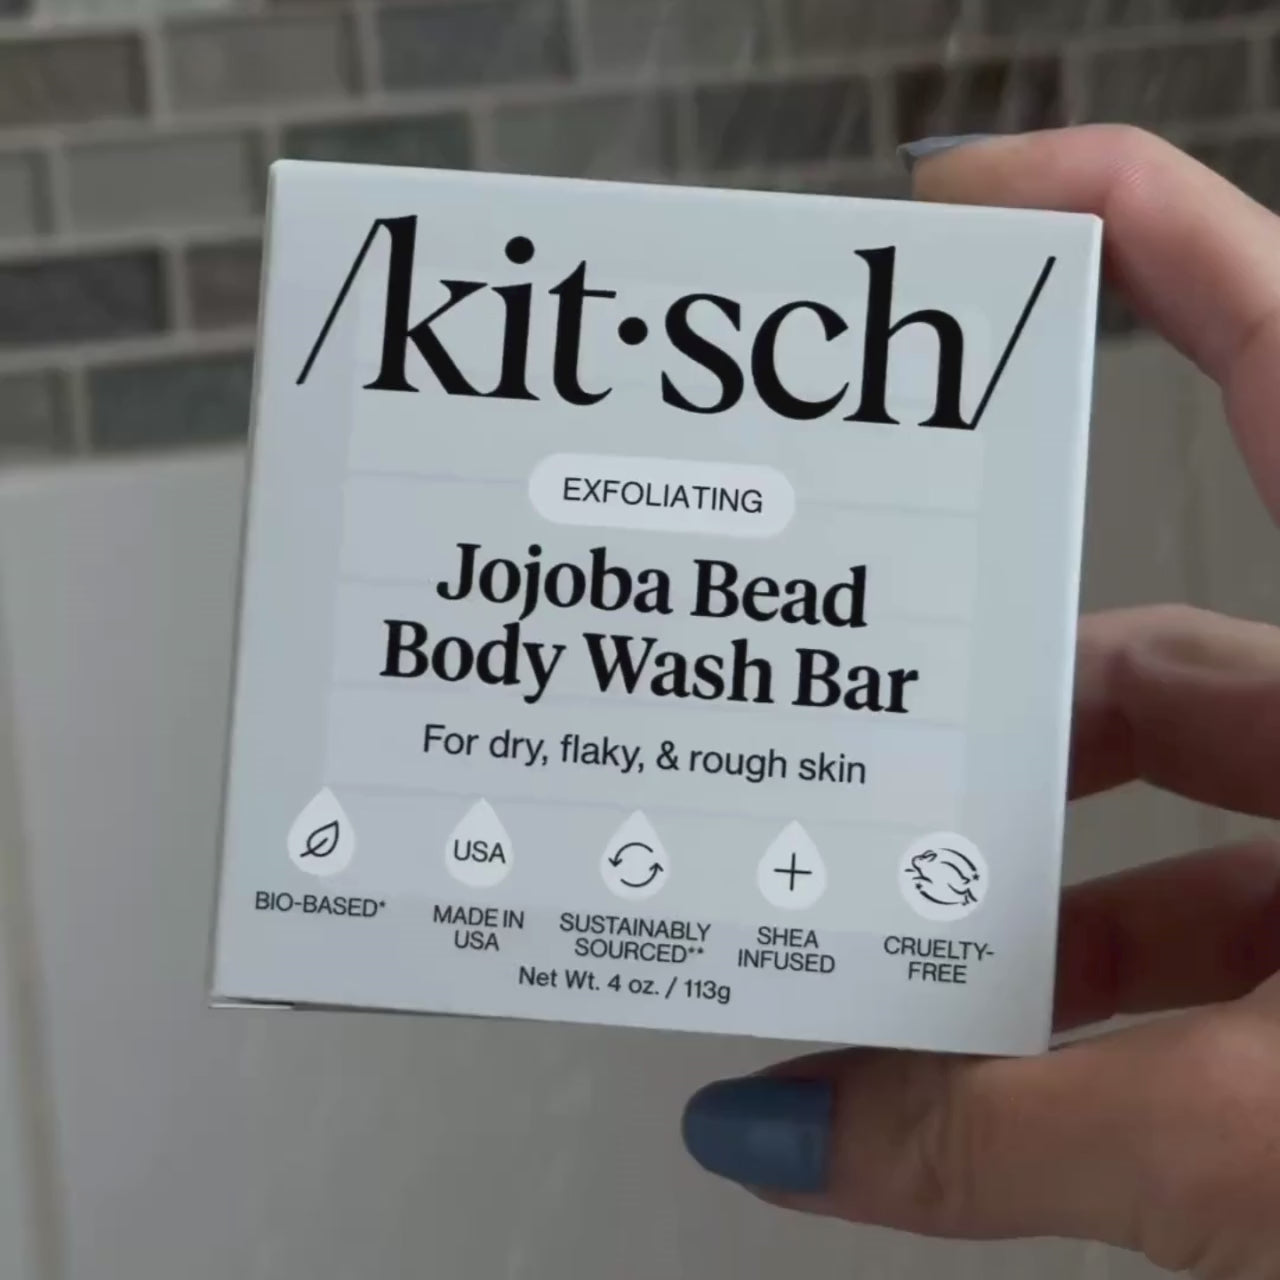 /kit·sch/
EXFOLIATING
Jojoba Bead
Body Wash Bar
For dry, flaky, & rough skin
BIO-BASED*
USA
MADE IN
USA
SUSTAINABLY
SOURCED**
SHEA
INFUSED
CRUELTY-
FREE
Net Wt. 4 oz. / 113g